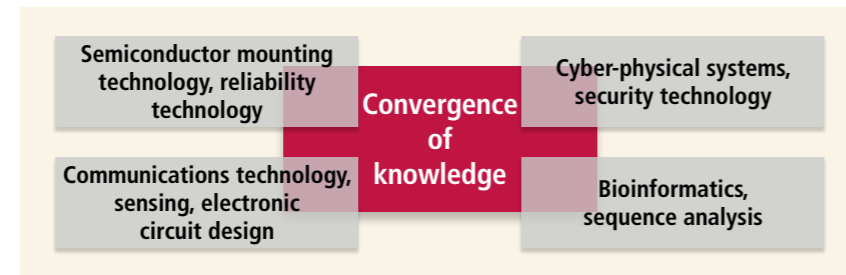 Semiconductor mounting
technology, reliability
technology
Cyber-physical systems,
security technology
Convergence
of
knowledge
Communications technology,
sensing, electronic
circuit design
Bioinformatics,
sequence analysis